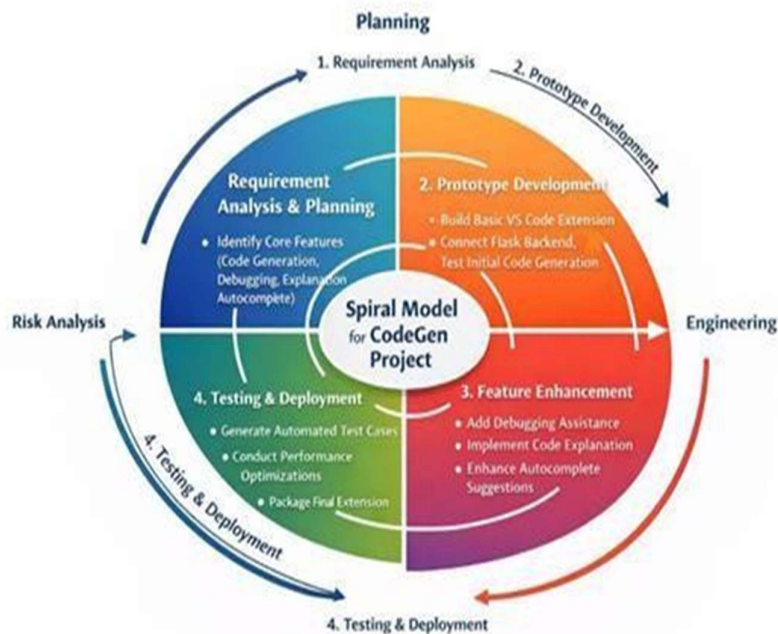 Planning
1. Requirement Analysis
2. Prototype Development
Requirement
Analysis & Planning
• Identify Core Features
(Code Generation,
Debugging, Explanation
Autocomplete)
2. Prototype Development
• Build Basic VS Code Extension
• Connect Flask Backend,
Test Initial Code Generation
Risk Analysis
Spiral Model
for CodeGen
Project
Engineering
4. Testing & Deployment
• Generate Automated Test Cases
• Conduct Performance
Optimizations
• Package Final Extension
3. Feature Enhancement
• Add Debugging Assistance
• Implement Code Explanation
• Enhance Autocomplete
Suggestions
4. Testing & Deployment
4. Testing & Deployment